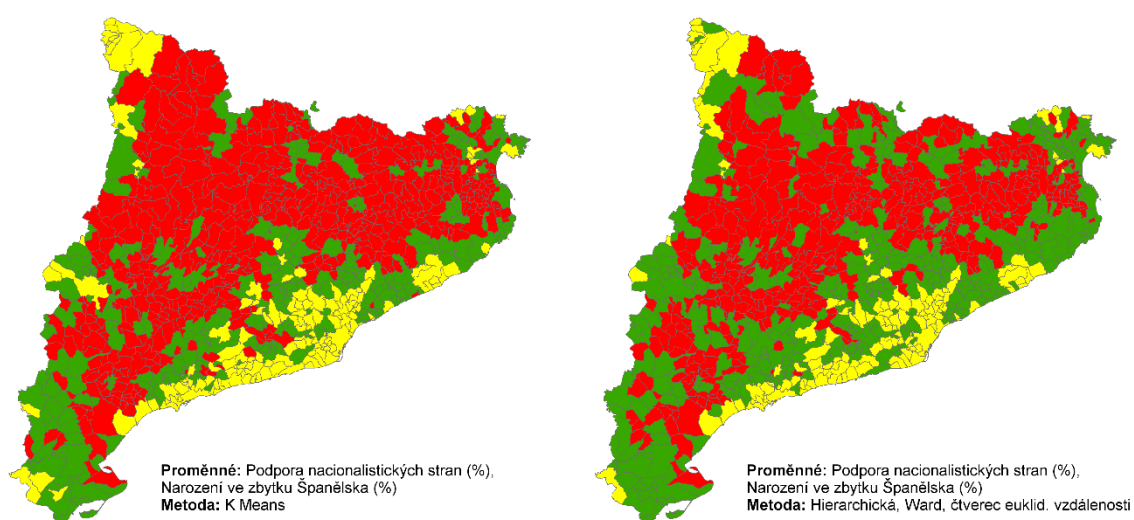 Proměnné: Podpora nacionalistických stran (%),
Narození ve zbytku Španělska (%)
Metoda: K Means
Proměnné: Podpora nacionalistických stran (%),
Narození ve zbytku Španělska (%)
Metoda: Hierarchická, Ward, čtverec euklid. vzdálenosti